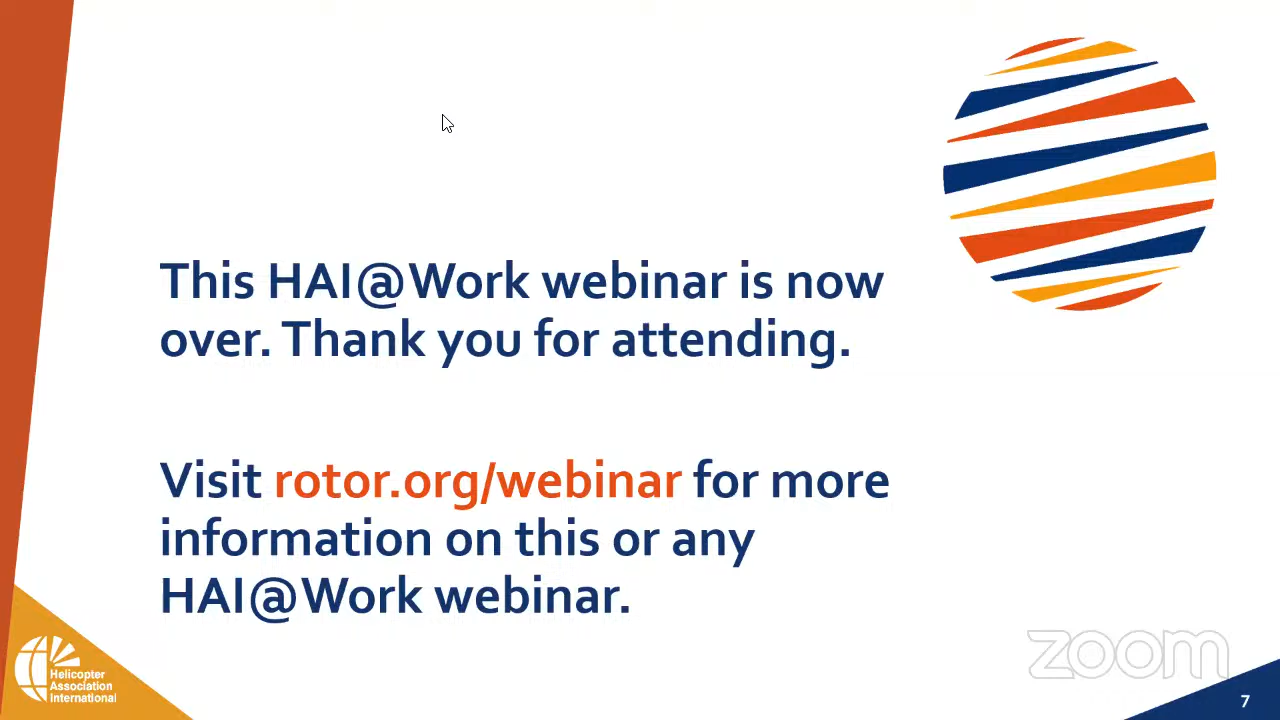 This HAI@Work webinar is now
over. Thank you for attending.
Visit rotor.org/webinar for more
information on this or any
HAI@Work webinar.
Helicopter
Association
International
zoom
7